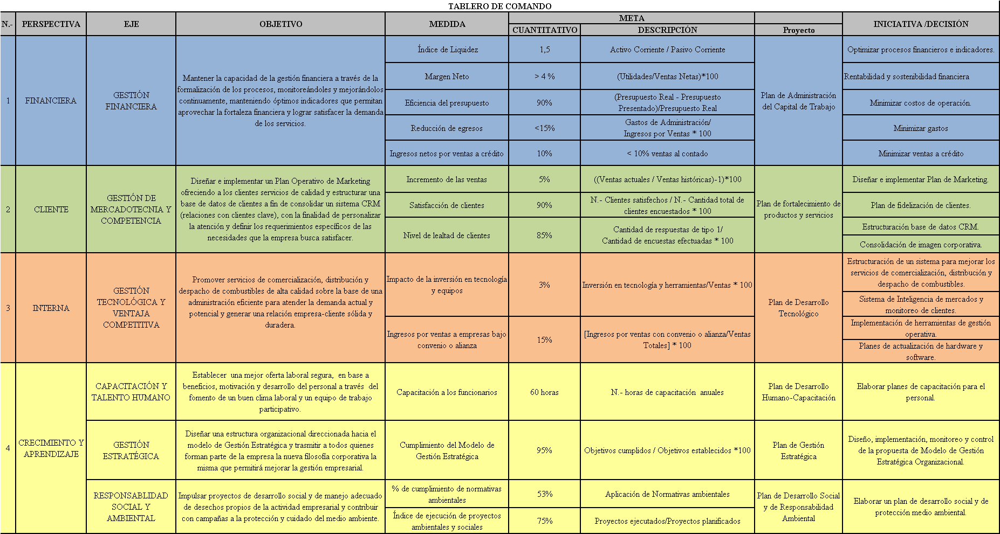 TABLERO DE COMANDO
N.- PERSPECTIVA EJE OBJETIVO MEDIDA META INICIATIVA /DECISIÓN
CUANTITATIVO DESCRIPCIÓN Proyecto
1
FINANCIERA
GESTIÓN
FINANCIERA
Mantener la capacidad de la gestión financiera a través de la
formalización de los procesos, monitoreándoles y mejorándolos
continuamente, manteniendo óptimos indicadores que permitan
aprovechar la fortaleza financiera y lograr satisfacer la demanda
de los servicios.
Índice de Liquidez
1,5
Activo Corriente / Pasivo Corriente
Margen Neto
> 4 %
(Utilidades/Ventas Netas)*100
Eficiencia del presupuesto
90%
(Presupuesto Real - Presupuesto
Presentado)/Presupuesto Real
Reducción de egresos
<15%
Gastos de Administración/
Ingresos por Ventas * 100
Ingresos netos por ventas a crédito
10%
< 10% ventas al contado
Plan de Administración
del Capital de Trabajo
Optimizar procesos financieros e indicadores.
Rentabilidad y sostenibilidad financiera
Minimizar costos de operación.
Minimizar gastos
Minimizar ventas a crédito
2
CLIENTE
GESTIÓN DE
MERCADOTECNIA Y
COMPETENCIA
Diseñar e implementar un Plan Operativo de Marketing
ofreciendo a los clientes servicios de calidad y estructurar una
base de datos de clientes a fin de consolidar un sistema CRM
(relaciones con clientes clave), con la finalidad de personalizar
la atención y definir los requerimientos específicos de las
necesidades que la empresa busca satisfacer.
Incremento de las ventas
5%
((Ventas actuales / Ventas históricas)-1)*100
Satisfacción de clientes
90%
N.- Clientes satisfechos / N.- Cantidad total de
clientes encuestados * 100
Nivel de lealtad de clientes
85%
Cantidad de respuestas de tipo 1/
Cantidad de encuestas efectuadas * 100
Plan de fortalecimiento de
productos y servicios
Diseñar e implementar Plan de Marketing.
Plan de fidelización de clientes.
Estructuración base de datos CRM.
Consolidación de imagen corporativa.
3
INTERNA
GESTIÓN
TECNOLÓGICA Y
VENTAJA
COMPETITIVA
Promover servicios de comercialización, distribución y
despacho de combustibles de alta calidad sobre la base de una
administración eficiente para atender la demanda actual y
potencial y generar una relación empresa-cliente sólida y
duradera.
Impacto de la inversión en tecnología
y equipos
3%
Inversión en tecnología y herramientas/Ventas * 100
Ingresos por ventas a empresas bajo
convenio o alianza
15%
[Ingresos por ventas con convenio o alianza/Ventas
Totales] * 100
Plan de Desarrollo
Tecnológico
Estructuración de un sistema para mejorar los
servicios de comercialización, distribución y
despacho de combustibles.
Sistema de Inteligencia de mercados y
monitoreo de clientes.
Implementación de herramientas de gestión
operativa.
Planes de actualización de hardware y
software.
4
CRECIMIENTO Y
APRENDIZAJE
CAPACITACIÓN Y
TALENTO HUMANO
Establecer una mejor oferta laboral segura, en base a
beneficios, motivación y desarrollo del personal a través del
fomento de un buen clima laboral y un equipo de trabajo
participativo.
Capacitación a los funcionarios
60 horas
N.- horas de capacitación anuales
Plan de Desarrollo
Humano-Capacitación
Elaborar planes de capacitación para el
personal.
GESTIÓN
ESTRATÉGICA
Diseñar una estructura organizacional direccionada hacia el
modelo de Gestión Estratégica y trasmitir a todos quienes
forman parte de la empresa la nueva filosofía corporativa la
misma que permitirá mejorar la gestión empresarial.
Cumplimiento del Modelo de
Gestión Estratégica
95%
Objetivos cumplidos / Objetivos establecidos *100
Plan de Gestión
Estratégica
Diseño, implementación, monitoreo y control
de la propuesta de Modelo de Gestión
Estratégica Organizacional.
RESPONSABLIDAD
SOCIAL Y
AMBIENTAL
Impulsar proyectos de desarrollo social y de manejo adecuado
de desechos propios de la actividad empresarial y contribuir
con campañas a la protección y cuidado del medio ambiente.
% de cumplimiento de normativas
ambientales
53%
Aplicación de Normativas ambientales
Índice de ejecución de proyectos
ambientales y sociales
75%
Proyectos ejecutados/Proyectos planificados
Plan de Desarrollo Social
y de Responsabilidad
Ambiental
Elaborar un plan de desarrollo social y de
protección medio ambiental.